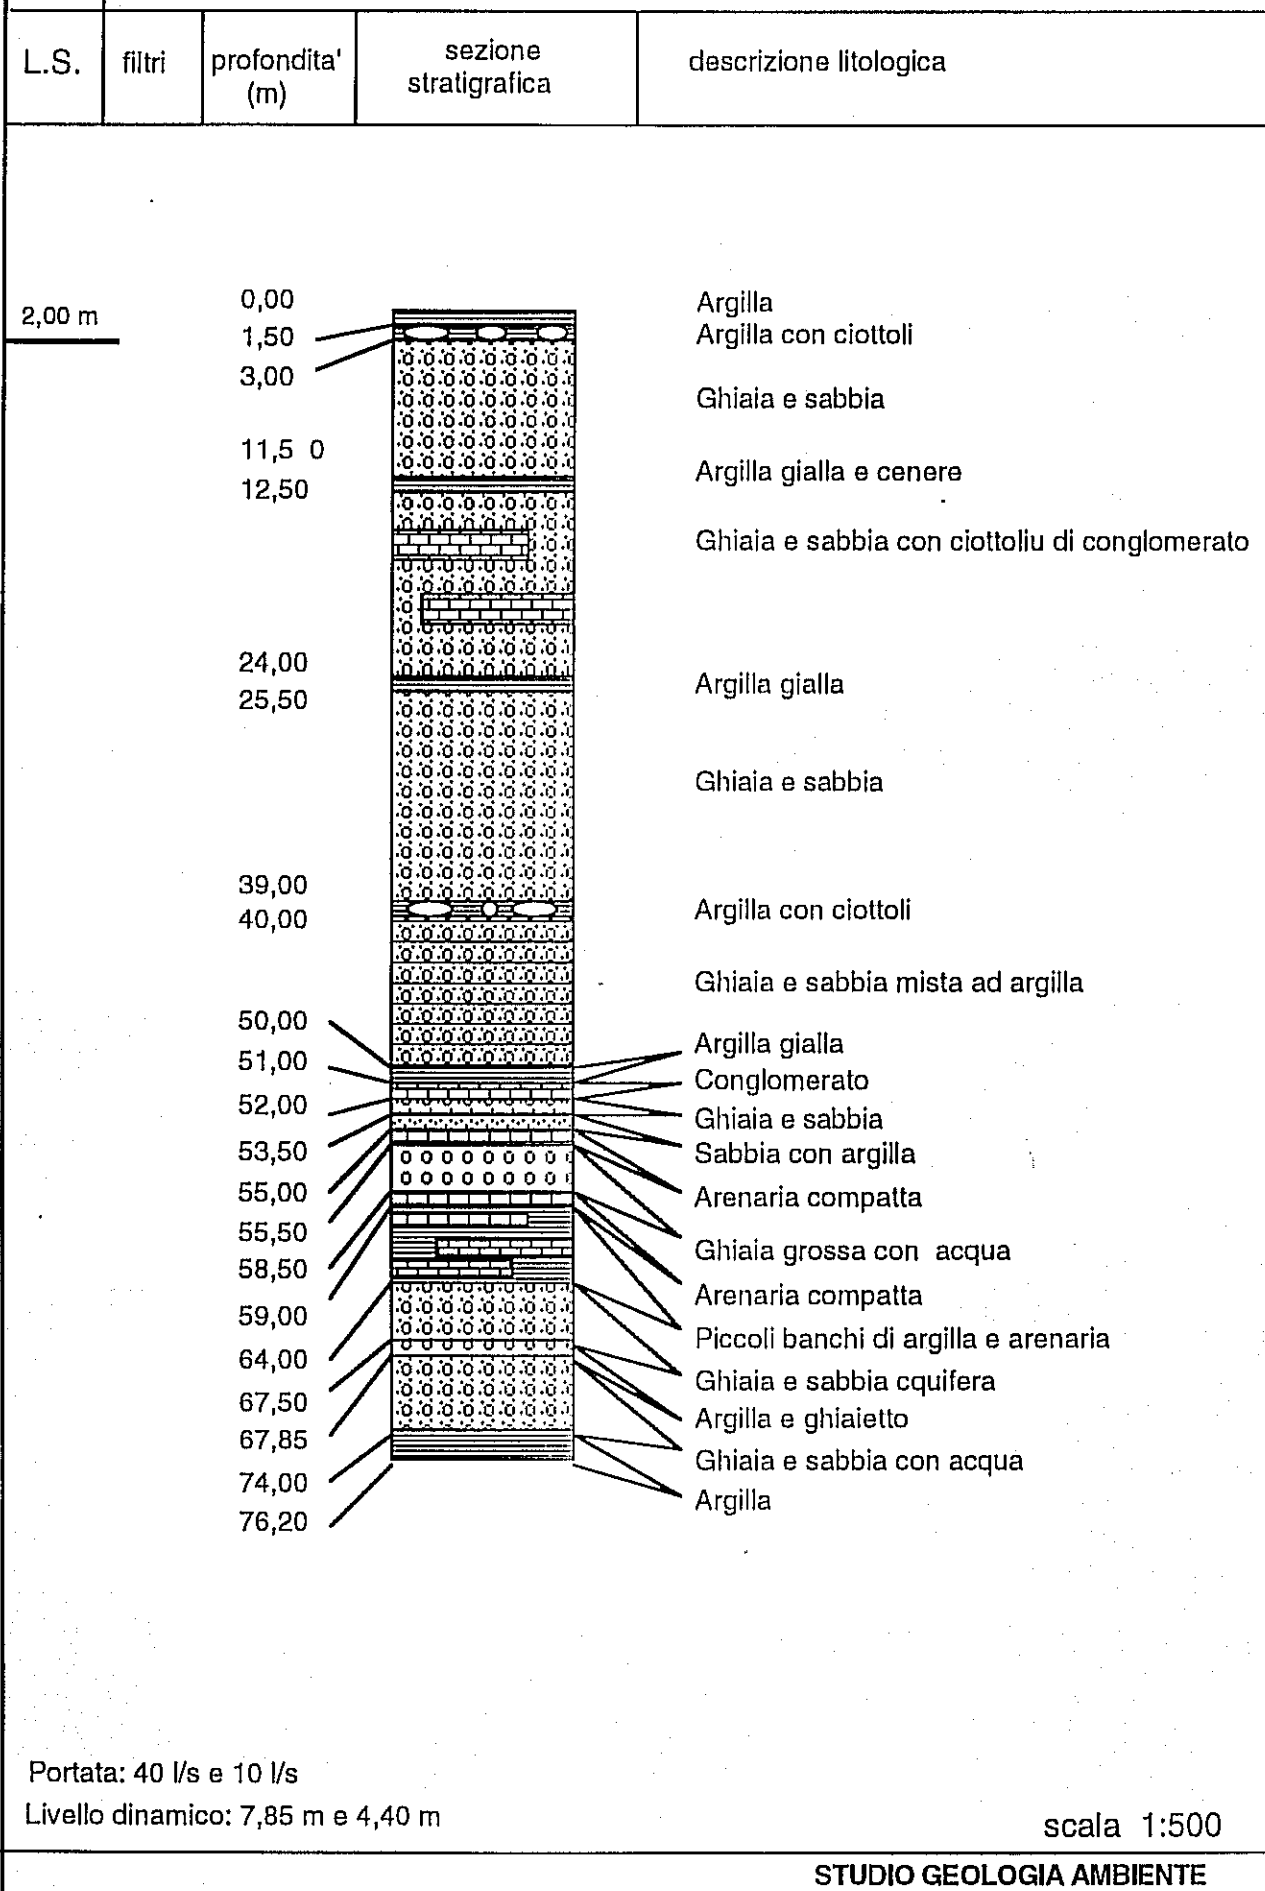 L.S. filtri profondita' (m) sezione stratigrafica descrizione litologica
2,00 m
0,00 Argilla
1,50 Argilla con ciottoli
3,00
Ghiaia e sabbia
11,5 0
Argilla gialla e cenere
12,50
Ghiaia e sabbia con ciottoliu di conglomerato
24,00
Argilla gialla
25,50
Ghiaia e sabbia
39,00
Argilla con ciottoli
40,00
Ghiaia e sabbia mista ad argilla
50,00
Argilla gialla
51,00
Conglomerato
52,00
Ghiaia e sabbia
53,50
Sabbia con argilla
55,00
Arenaria compatta
55,50
Ghiaia grossa con acqua
58,50
Arenaria compatta
59,00
Piccoli banchi di argilla e arenaria
64,00
Ghiaia e sabbia cquifera
67,50
Argilla e ghiaietto
67,85
Ghiaia e sabbia con acqua
74,00
Argilla
76,20
Portata: 40 l/s e 10 l/s
Livello dinamico: 7,85 m e 4,40 m
scala 1:500
STUDIO GEOLOGIA AMBIENTE